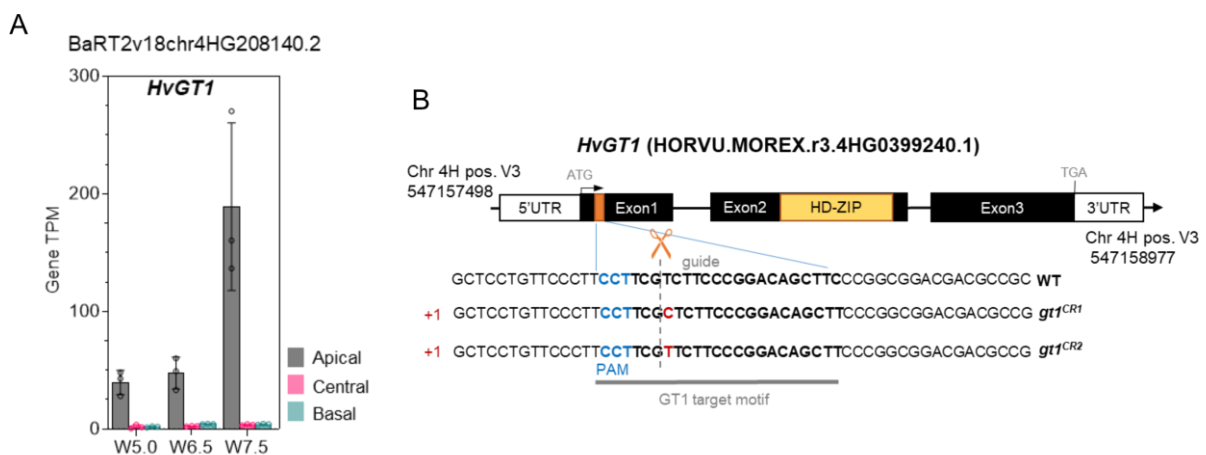 A
BaRT2v18chr4HG208140.2
HvGT1
Gene TPM
300
200
100
0
W5.0 W6.5 W7.5
Apical
Central
Basal
B
HvGT1 (HORVU.MOREX.r3.4HG0399240.1)
Chr 4H pos. V3
547157498
ATG
TGA
5'UTR Exon1 Exon2 HD-ZIP Exon3 3'UTR
Chr 4H pos. V3
547158977
guide
GCTCCTGTTCCCTTCCTTCGTCTTCCCGGACAGCTTCCCGGCGGACGACGCCGC WT
+1 GCTCCTGTTCCCTTCCTTCGCTCTTCCCGGACAGCTTCCCGGCGGACGACGCCG gt1CR1
+1 GCTCCTGTTCCCTTCCTTCGTTCTTCCCGGACAGCTTCCCGGCGGACGACGCCG gt1CR2
PAM
GT1 target motif